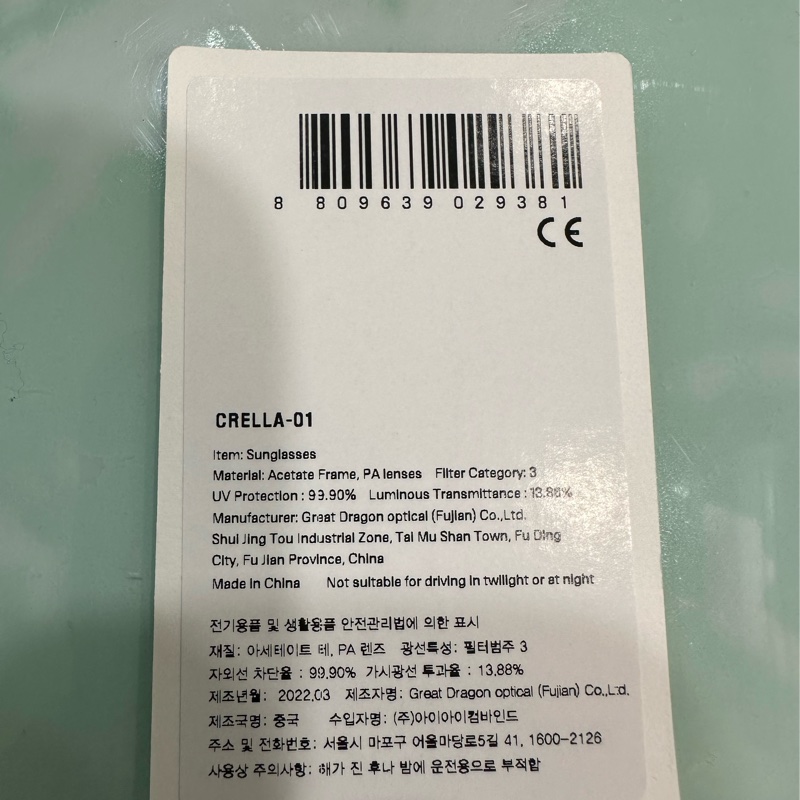 8 809639 029381
CE
CRELLA-01
Item: Sunglasses
Material: Acetate Frame, PA lenses Filter Category: 3
UV Protection : 99.90% Luminous Transmittance : 13.88%
Manufacturer: Great Dragon optical (Fujian) Co.,Ltd.
Shui Jing Tou Industrial Zone, Tai Mu Shan Town, Fu Ding
City, Fu Jian Province, China
Made in China Not suitable for driving in twilight or at night
전기용품 및 생활용품 안전관리법에 의한 표시
재질: 아세테이트 테, PA 렌즈 광선특성: 필터범주 3
자외선 차단율 : 99.90% 가시광선 투과율 : 13.88%
제조년월: 2022.03 제조자명: Great Dragon optical (Fujian) Co.,Ltd.
제조국명: 중국 수입자명: (주)아이아이컴바인드
주소 및 전화번호: 서울시 마포구 어울마당로5길 41, 1600-2126
사용상 주의사항: 해가 진 후나 밤에 운전용으로 부적합